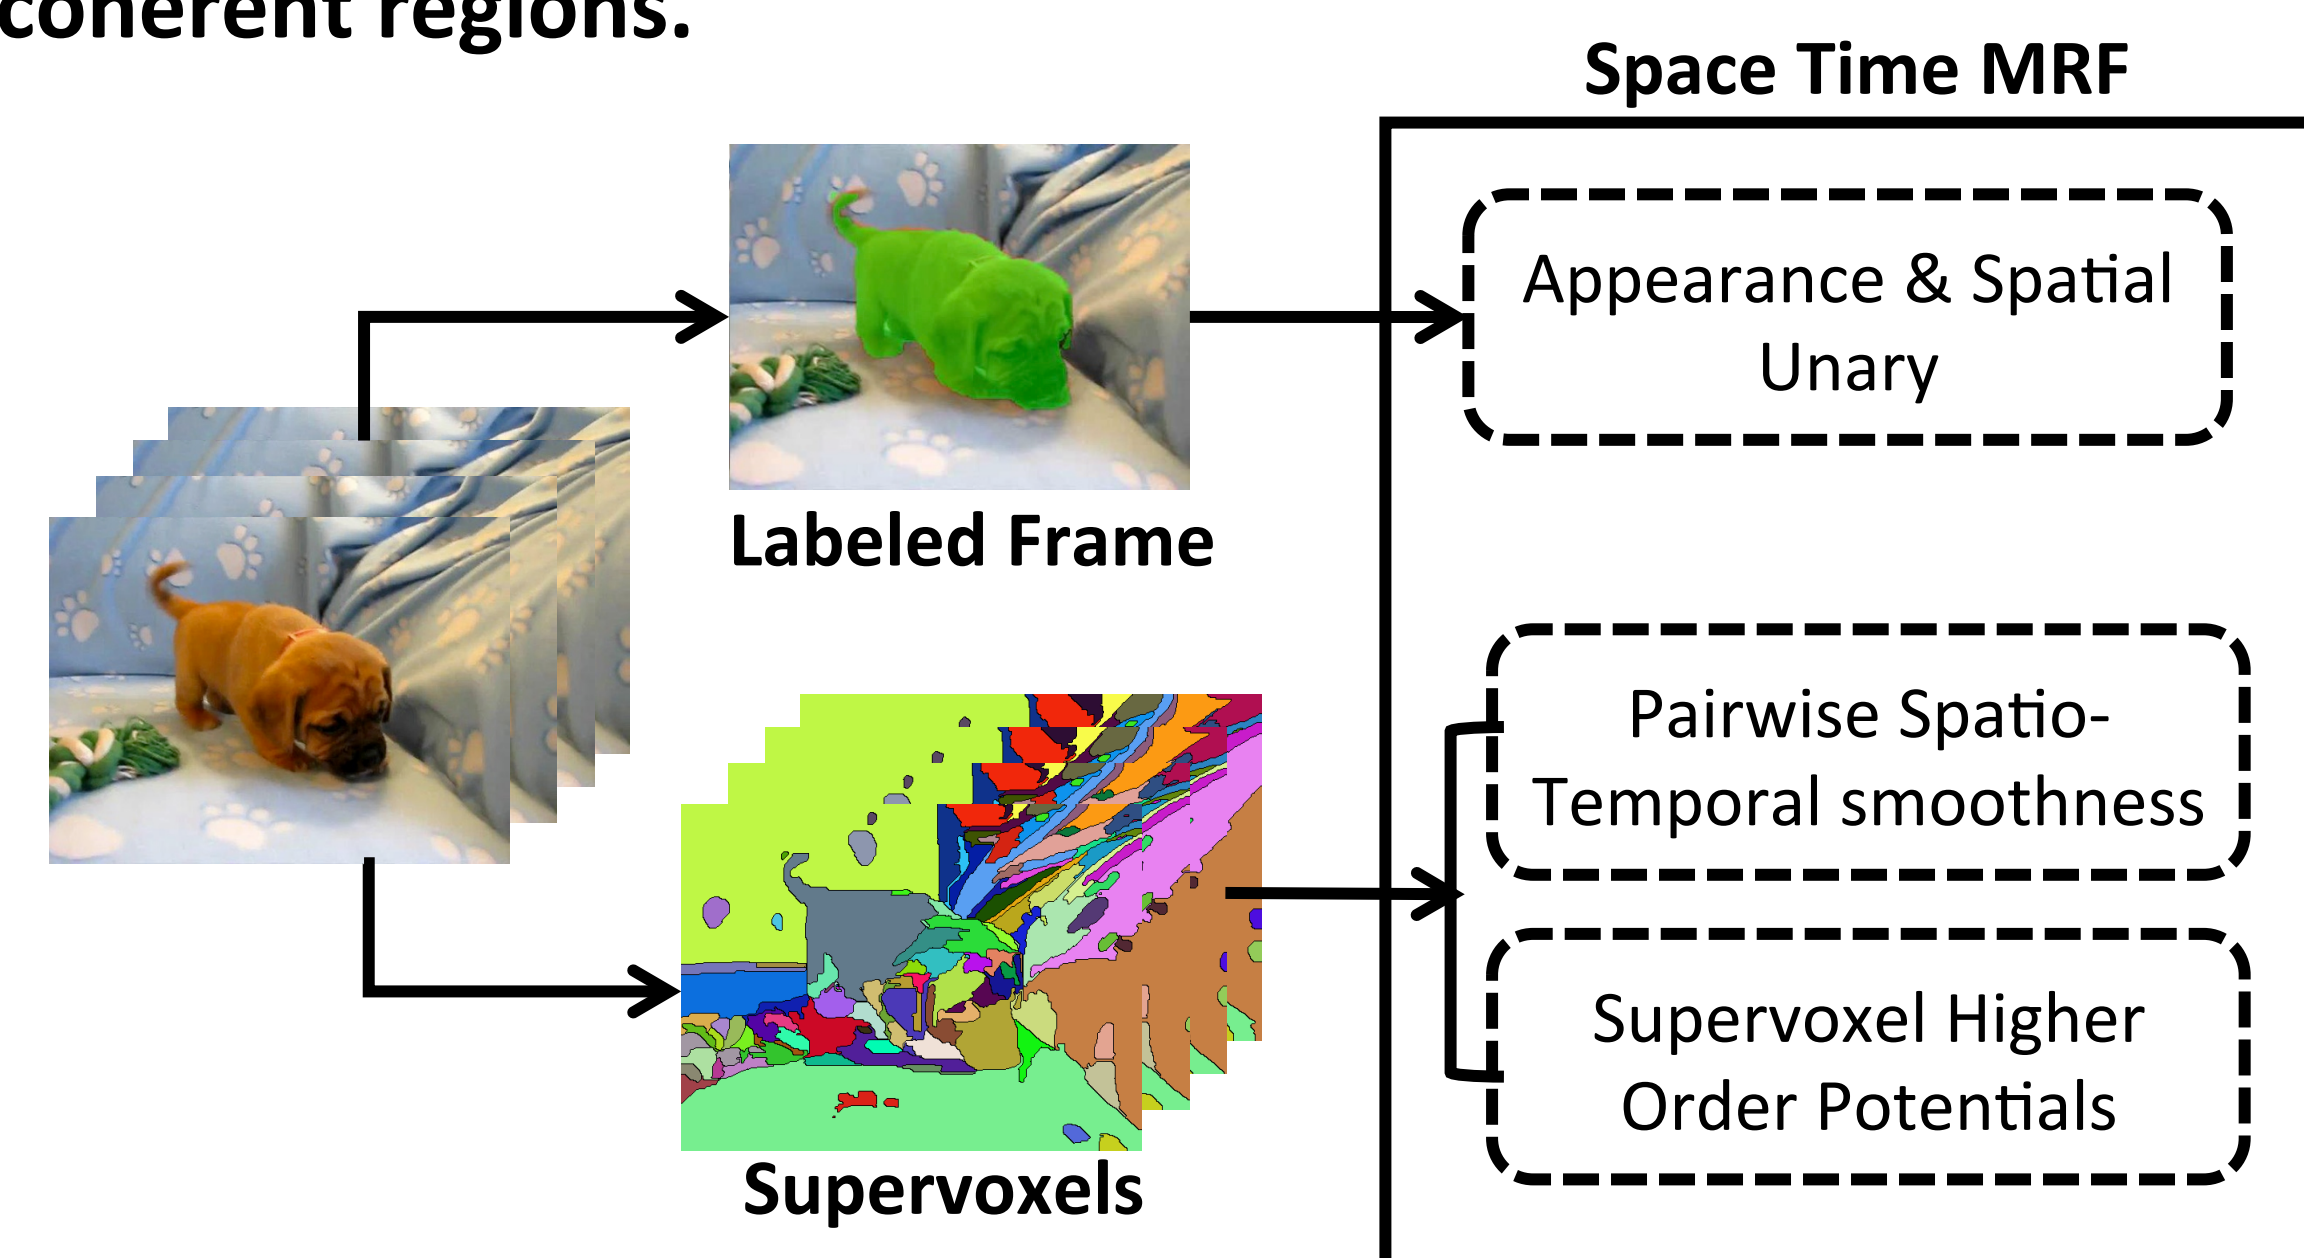 coherent regions.
Space Time MRF
Appearance & Spatial
Unary
Labeled Frame
Pairwise Spatio-
Temporal smoothness
Supervoxel Higher
Order Potentials
Supervoxels